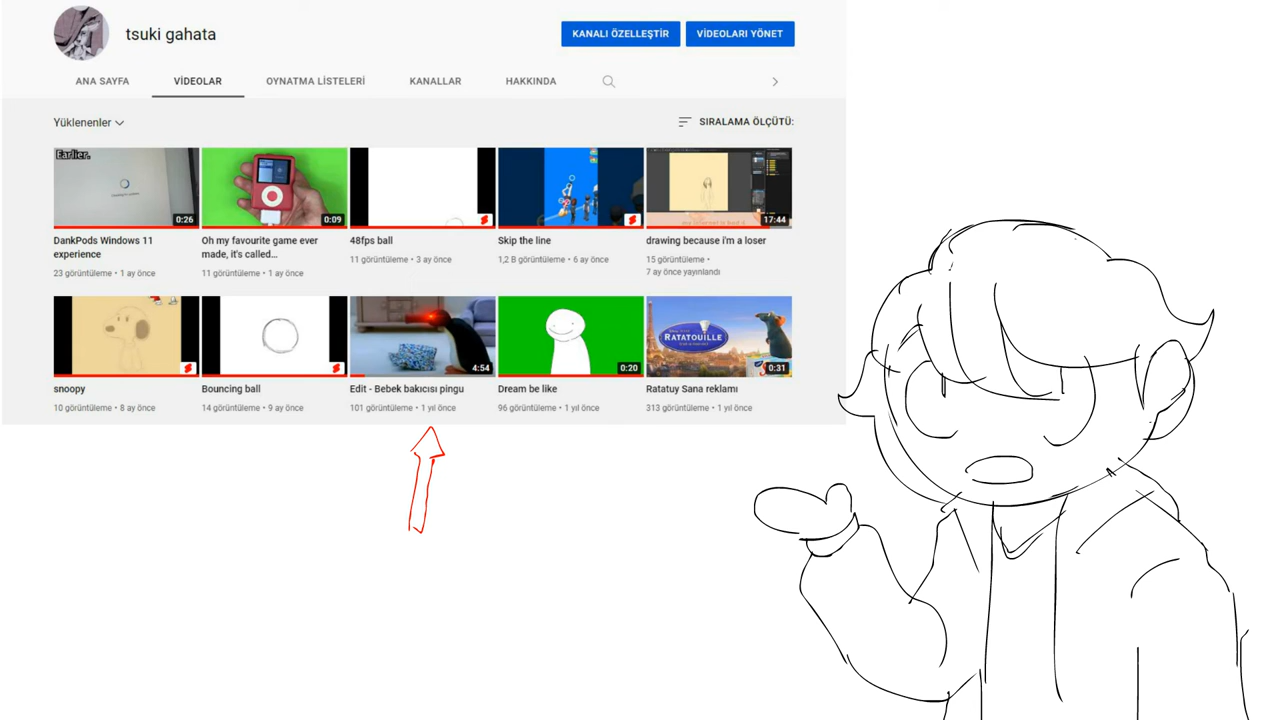 tsuki gahata
KANALI ÖZELLEŞTİR
VİDEOLARI YÖNET
ANA SAYFA
VİDEOLAR
OYNATMA LİSTELERİ
KANALLAR
HAKKINDA
Yüklenenler
SIRALAMA ÖLÇÜTÜ:
Earlier.
0:26
0:09
17:44
DankPods Windows 11
experience
23 görüntüleme • 1 ay önce
Oh my favourite game ever
made, it's called...
11 görüntüleme • 1 ay önce
48fps ball
11 görüntüleme • 3 ay önce
Skip the line
1,2 B görüntüleme • 6 ay önce
drawing because i'm a loser
15 görüntüleme •
7 ay önce yayınlandı
4:54
0:20
RATATOUILLE
0:31
snoopy
10 görüntüleme • 8 ay önce
Bouncing ball
14 görüntüleme • 9 ay önce
Edit - Bebek bakıcısı pingu
101 görüntüleme • 1 yıl önce
Dream be like
96 görüntüleme • 1 yıl önce
Ratatuy Sana reklamı
313 görüntüleme • 1 yıl önce